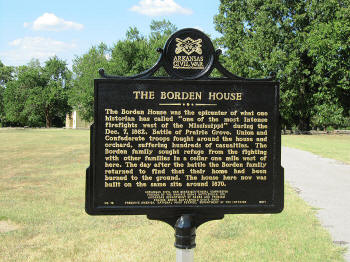 ARKANSAS
CIVIL WAR
THE BORDEN HOUSE
The Borden House was the epicenter of what one
historian has called "one of the most intense
firefights west of the Mississippi" during the
Dec. 7, 1862, Battle of Prairie Grove. Union and
Confederate troops fought around the house and
orchard, suffering hundreds of casualties. The
Borden family sought refuge from the fighting
with other families in a cellar one mile west of
here. The day after the battle the Borden family
returned to find that their home had been
burned to the ground. The house here now was
built on the same site around 1870.